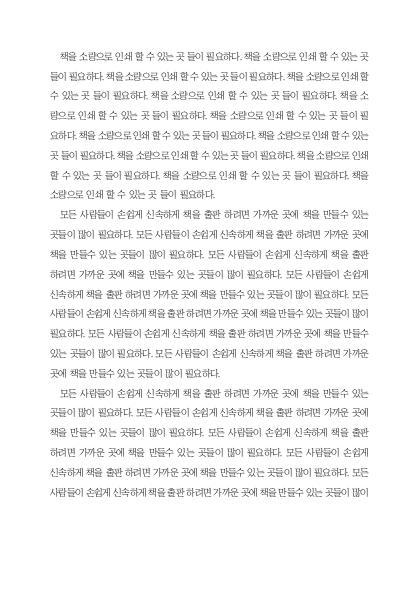 책을 소량으로 인쇄 할 수 있는 곳 들이 필요하다. 책을 소량으로 인쇄 할 수 있는 곳
들이 필요하다. 책을 소량으로 인쇄 할 수 있는 곳 들이 필요하다. 책을 소량으로 인쇄 할
수 있는 곳 들이 필요하다. 책을 소량으로 인쇄 할 수 있는 곳 들이 필요하다. 책을 소
량으로 인쇄 할 수 있는 곳 들이 필요하다. 책을 소량으로 인쇄 할 수 있는 곳 들이 필
요하다. 책을 소량으로 인쇄 할 수 있는 곳 들이 필요하다. 책을 소량으로 인쇄 할 수 있는
곳 들이 필요하다. 책을 소량으로 인쇄 할 수 있는 곳 들이 필요하다. 책을 소량으로 인쇄
할 수 있는 곳 들이 필요하다. 책을 소량으로 인쇄 할 수 있는 곳 들이 필요하다. 책을
소량으로 인쇄 할 수 있는 곳 들이 필요하다.
모든 사람들이 손쉽게 신속하게 책을 출판 하려면 가까운 곳에 책을 만들수 있는
곳들이 많이 필요하다. 모든 사람들이 손쉽게 신속하게 책을 출판 하려면 가까운 곳에
책을 만들수 있는 곳들이 많이 필요하다. 모든 사람들이 손쉽게 신속하게 책을 출판
하려면 가까운 곳에 책을 만들수 있는 곳들이 많이 필요하다. 모든 사람들이 손쉽게
신속하게 책을 출판 하려면 가까운 곳에 책을 만들수 있는 곳들이 많이 필요하다. 모든
사람들이 손쉽게 신속하게 책을 출판 하려면 가까운 곳에 책을 만들수 있는 곳들이 많이
필요하다. 모든 사람들이 손쉽게 신속하게 책을 출판 하려면 가까운 곳에 책을 만들수
있는 곳들이 많이 필요하다. 모든 사람들이 손쉽게 신속하게 책을 출판 하려면 가까운
곳에 책을 만들수 있는 곳들이 많이 필요하다.
모든 사람들이 손쉽게 신속하게 책을 출판 하려면 가까운 곳에 책을 만들수 있는
곳들이 많이 필요하다. 모든 사람들이 손쉽게 신속하게 책을 출판 하려면 가까운 곳에
책을 만들수 있는 곳들이 많이 필요하다. 모든 사람들이 손쉽게 신속하게 책을 출판
하려면 가까운 곳에 책을 만들수 있는 곳들이 많이 필요하다. 모든 사람들이 손쉽게
신속하게 책을 출판 하려면 가까운 곳에 책을 만들수 있는 곳들이 많이 필요하다. 모든
사람들이 손쉽게 신속하게 책을 출판 하려면 가까운 곳에 책을 만들수 있는 곳들이 많이